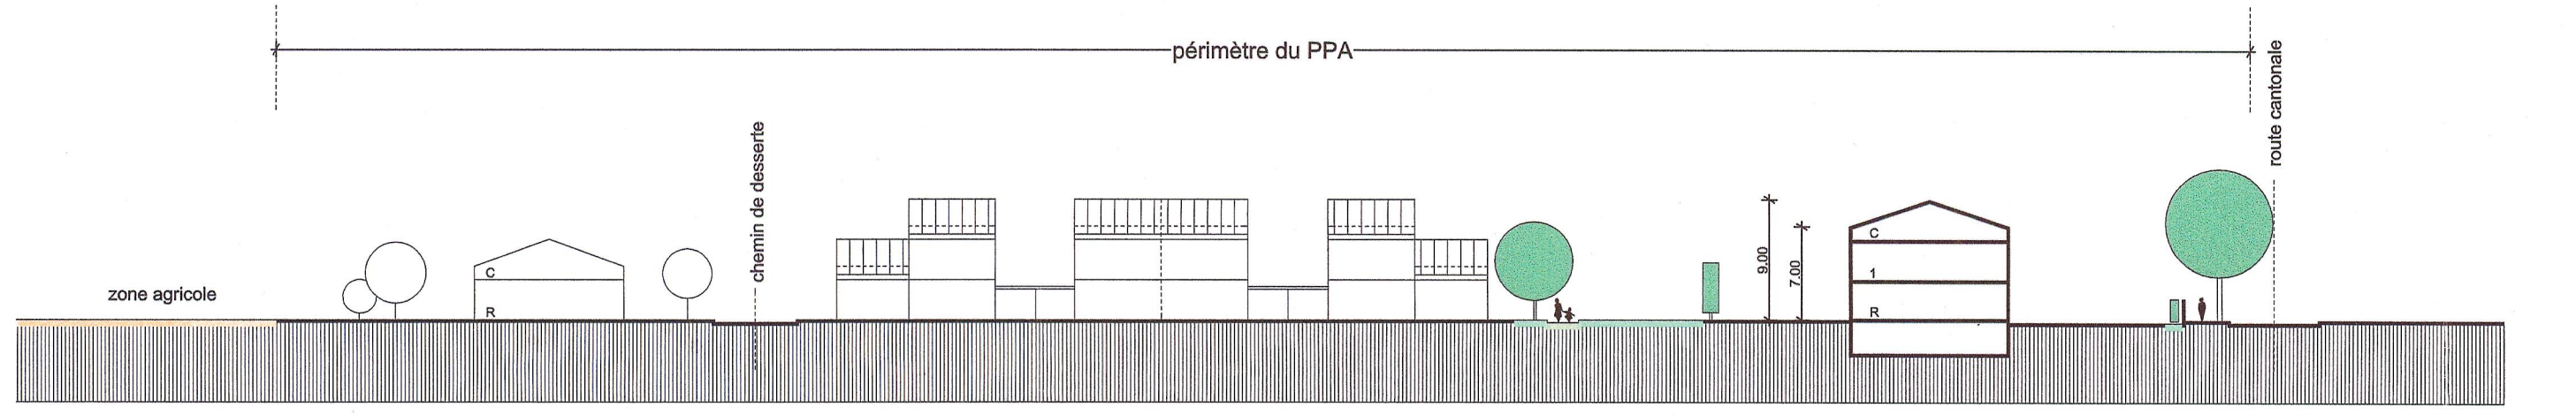 périmètre du PPA
route cantonale
chemin de desserte
zone agricole
C
R
9.00
7.00
C
1
R